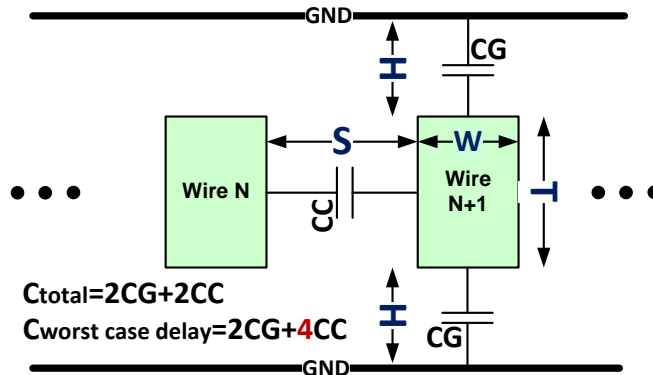 GND
CG
H
S
W
Wire N
Wire
N+1
T
CC
Ctotal=2CG+2CC
H
Cworst case delay=2CG+4CC
CG
GND